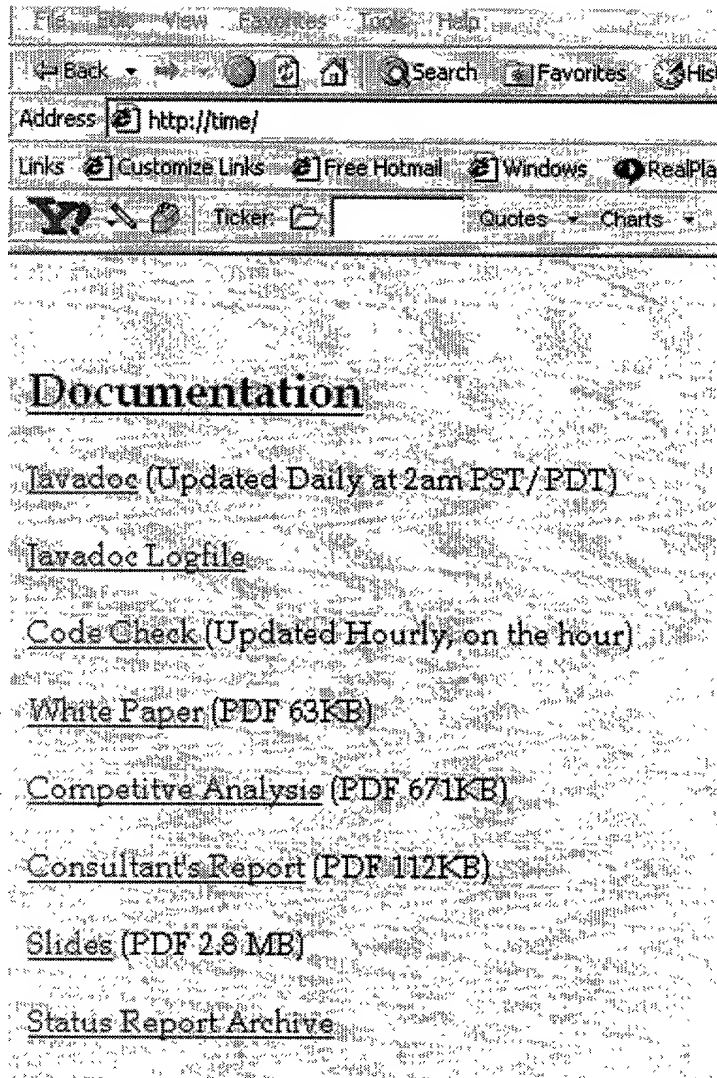 File Edit View Favorites Tools Help
Back Search Favorites
Address http://time/
Links Customize Links Free Hotmail Windows RealPla
Y? Ticker: Quotes Charts
Documentation
Javadoc (Updated Daily at 2am PST/PDT)
Javadoc Logfile
Code Check (Updated Hourly, on the hour)
White Paper (PDF 63KB)
Competitve Analysis (PDF 671KB)
Consultant's Report (PDF 112KB)
Slides (PDF 2.8 MB)
Status Report Archive